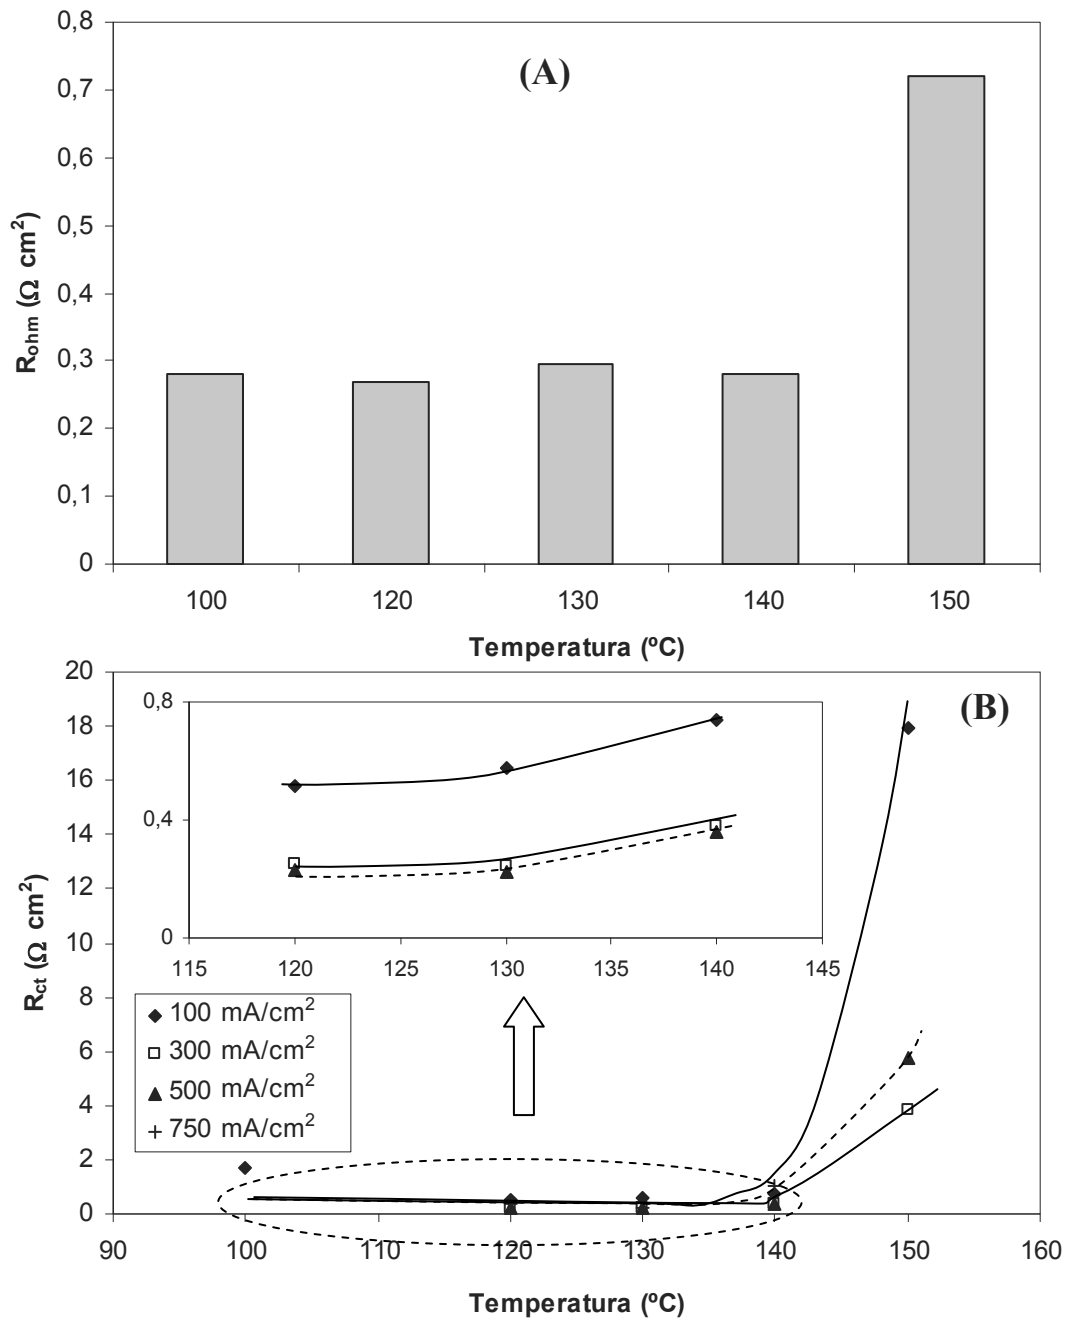 0,8
(A)
0,7
0,6
0,5
0,4
0,3
0,2
0,1
0
R_ohm (Ω cm²)
100 120 130 140 150
Temperatura (ºC)
20
(B)
18
16
14
12
10
8
6
4
2
0
R_ct (Ω cm²)
0,8
0,4
0
115 120 125 130 135 140 145
100 mA/cm²
300 mA/cm²
500 mA/cm²
750 mA/cm²
90 100 110 120 130 140 150 160
Temperatura (ºC)